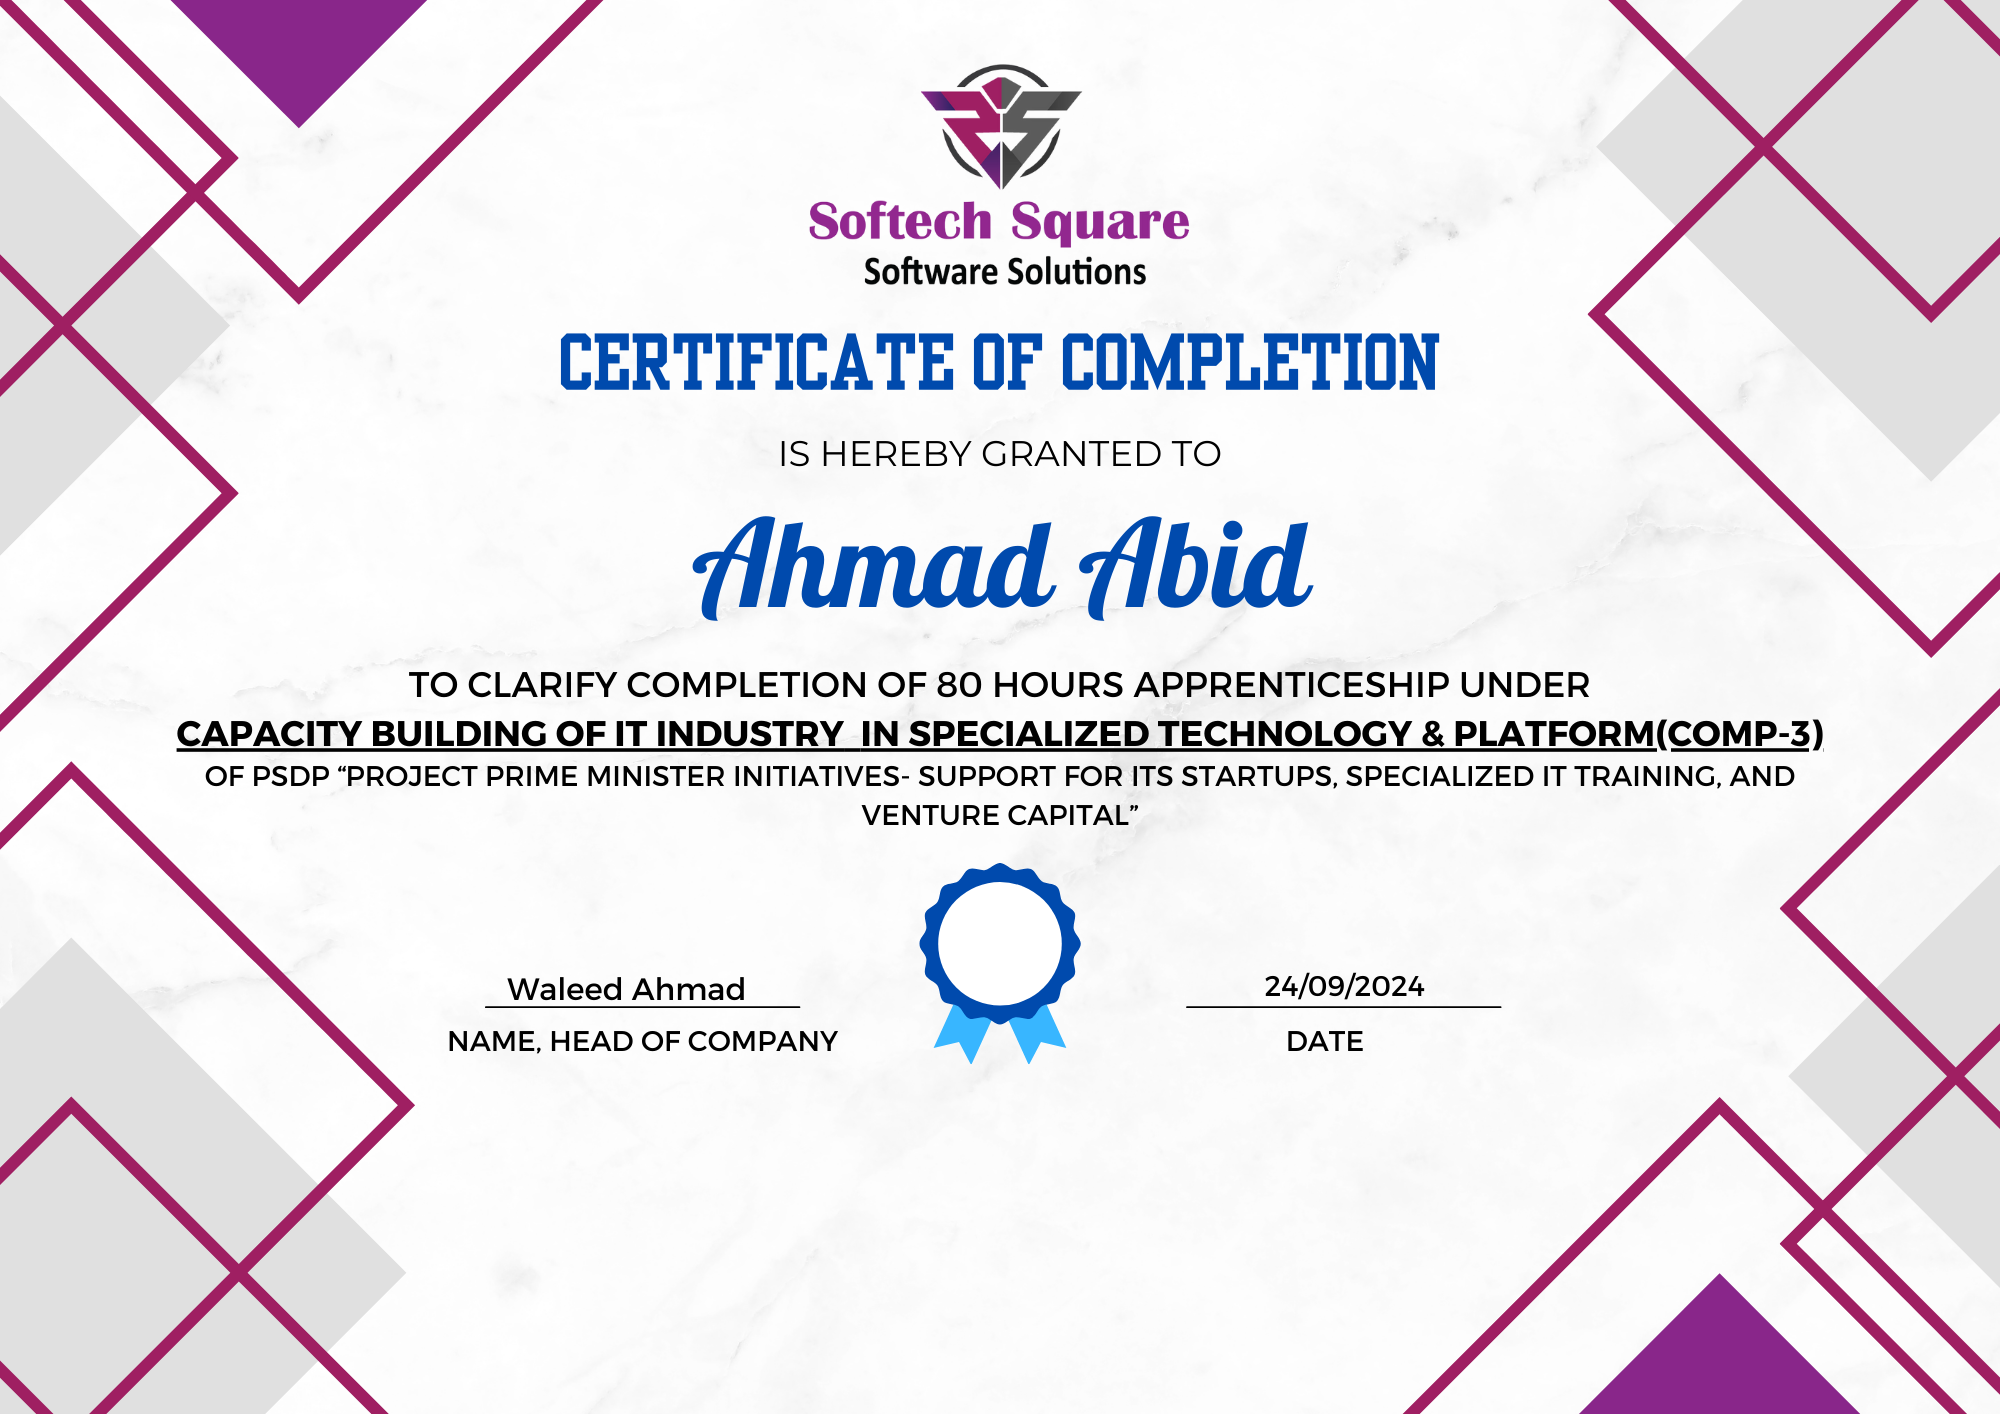 Softech Square
Software Solutions
CERTIFICATE OF COMPLETION
IS HEREBY GRANTED TO
Ahmad Abid
TO CLARIFY COMPLETION OF 80 HOURS APPRENTICESHIP UNDER
CAPACITY BUILDING OF IT INDUSTRY IN SPECIALIZED TECHNOLOGY & PLATFORM(COMP-3)
OF PSDP “PROJECT PRIME MINISTER INITIATIVES- SUPPORT FOR ITS STARTUPS, SPECIALIZED IT TRAINING, AND
VENTURE CAPITAL”
Waleed Ahmad
NAME, HEAD OF COMPANY
24/09/2024
DATE